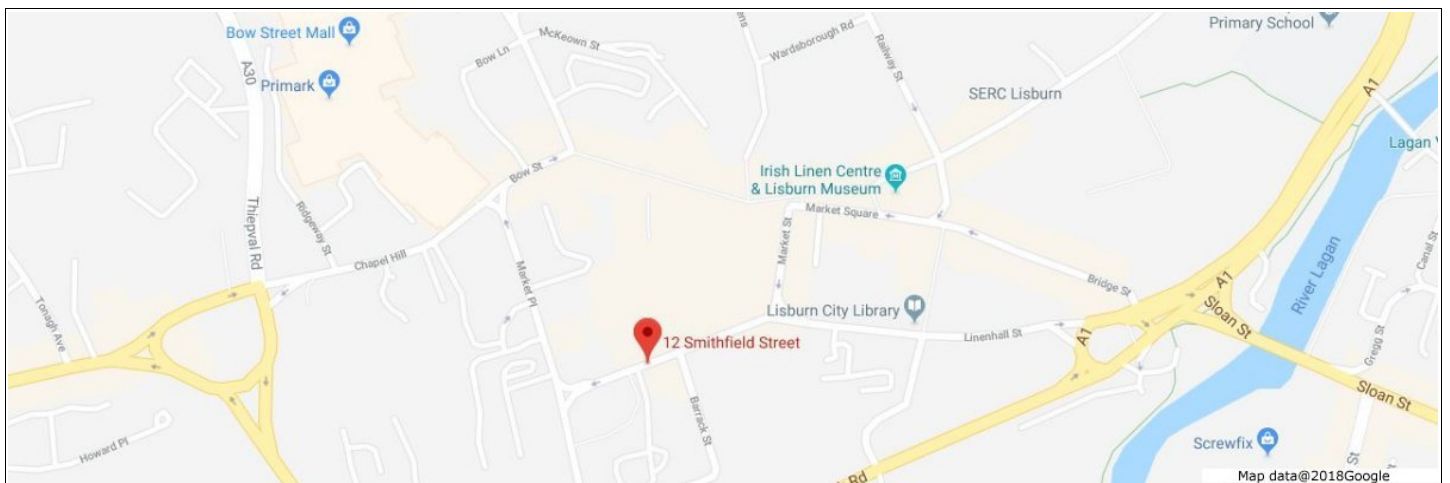 Bow Street Mall
Primark
A30
Thiepval Rd
Ridgeway St
Tonagh Ave
Howard Pl
Chapel Hill
Bow St
Bow Ln
McKeown St
Market Pl
Wardsborough Rd
Railway St
Primary School
SERC Lisburn
Irish Linen Centre
& Lisburn Museum
Market Square
Market St
Bridge St
Lisburn City Library
Linenhall St
12 Smithfield Street
Barrack St
A1
A1
A1
Sloan St
Sloan St
River Lagan
Lagan
Canal St
Gregg St
Screwfix
St
Rd
Map data@2018Google